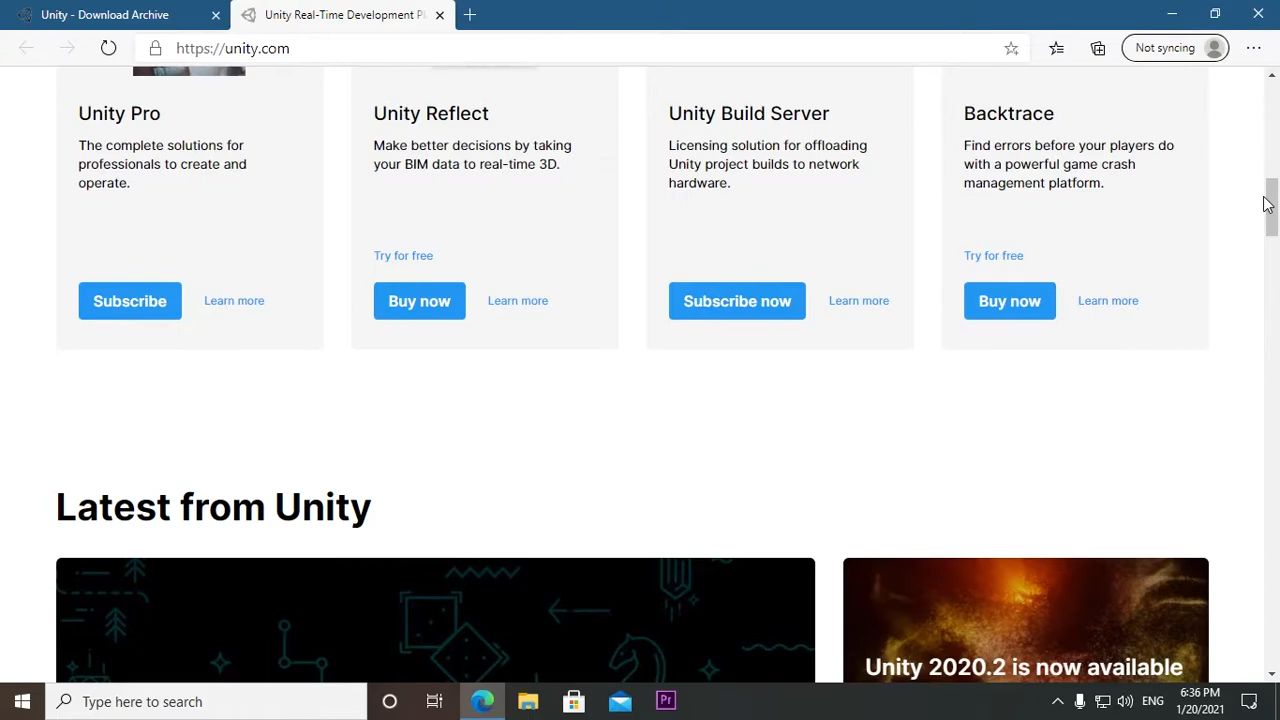 Unity - Download Archive
Unity Real-Time Development Pl
https://unity.com
Not syncing
Unity Pro
The complete solutions for
professionals to create and
operate.
Subscribe
Learn more
Unity Reflect
Make better decisions by taking
your BIM data to real-time 3D.
Try for free
Buy now
Learn more
Unity Build Server
Licensing solution for offloading
Unity project builds to network
hardware.
Subscribe now
Learn more
Backtrace
Find errors before your players do
with a powerful game crash
management platform.
Try for free
Buy now
Learn more
Latest from Unity
Unity 2020.2 is now available
Type here to search
Pr
ENG
6:36 PM
1/20/2021